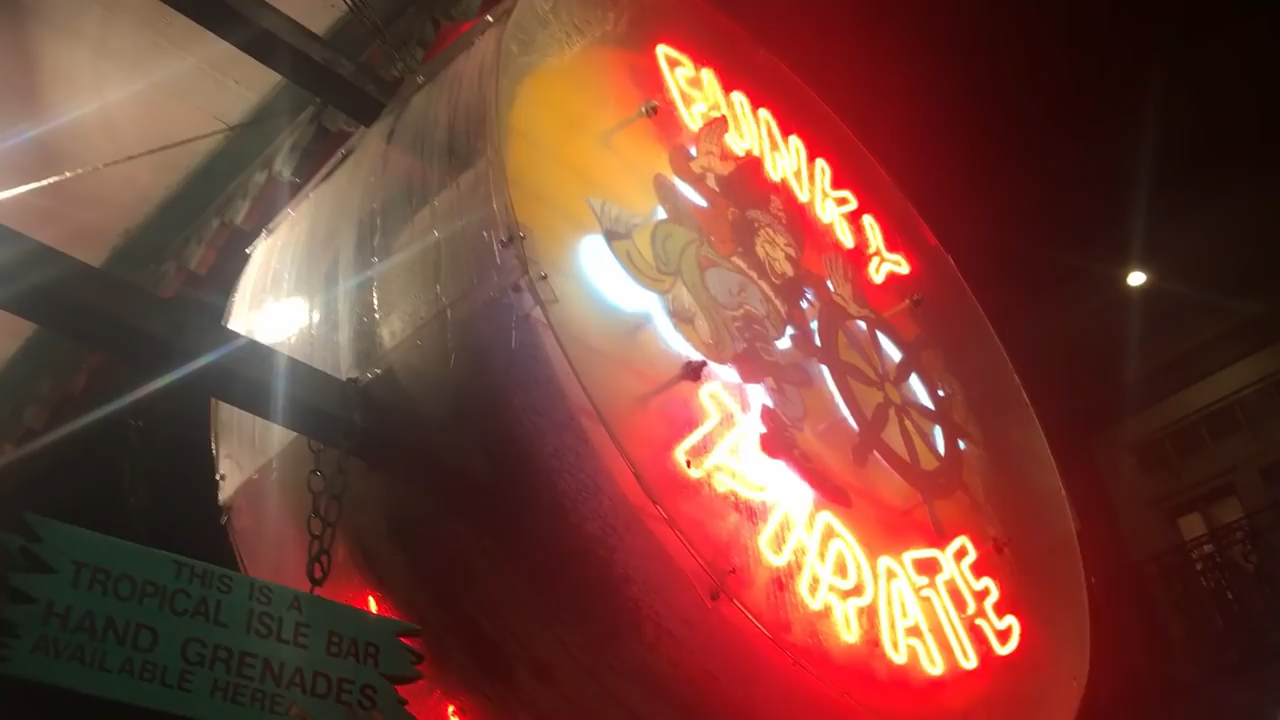 FUNKY
PIRATE
THIS IS A
TROPICAL ISLE BAR
HAND GRENADES
AVAILABLE HERE